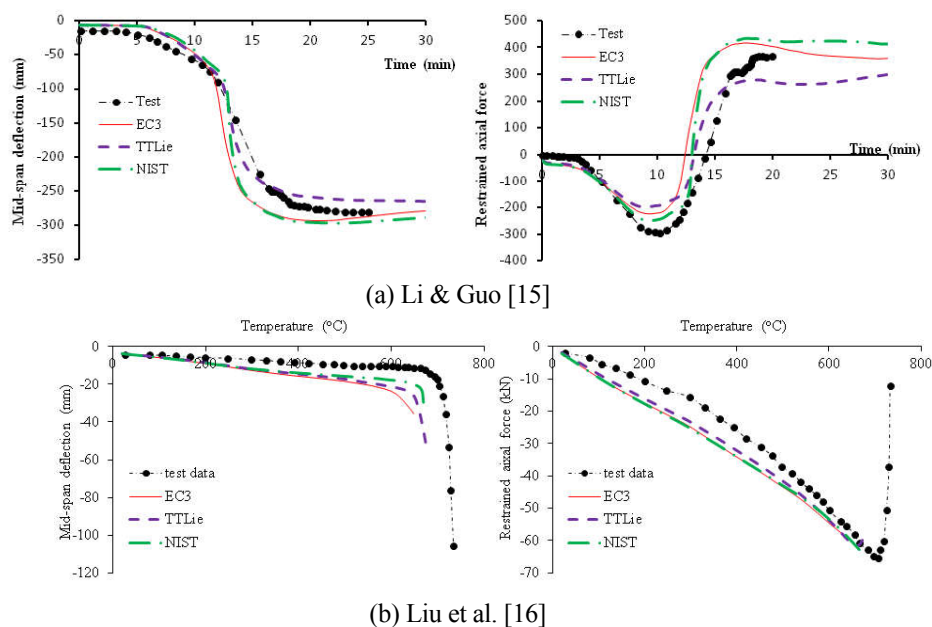 0
-50
-100
-150
-200
-250
-300
-350
0 5 10 15 20 25 30
Time (min)
Mid-span deflection (mm)
Test
EC3
TTLie
NIST
500
400
300
200
100
0
-100
-200
-300
-400
0 5 10 15 20 25 30
Time (min)
Restrained axial force
Test
EC3
TTLie
NIST
(a) Li & Guo [15]
Temperature (°C)
0 200 400 600 800
0
-20
-40
-60
-80
-100
-120
Mid-span deflection (mm)
test data
EC3
TTLie
NIST
Temperature (°C)
0 200 400 600 800
0
-10
-20
-30
-40
-50
-60
-70
Restrained axial force (kN)
test data
EC3
TTLie
NIST
(b) Liu et al. [16]